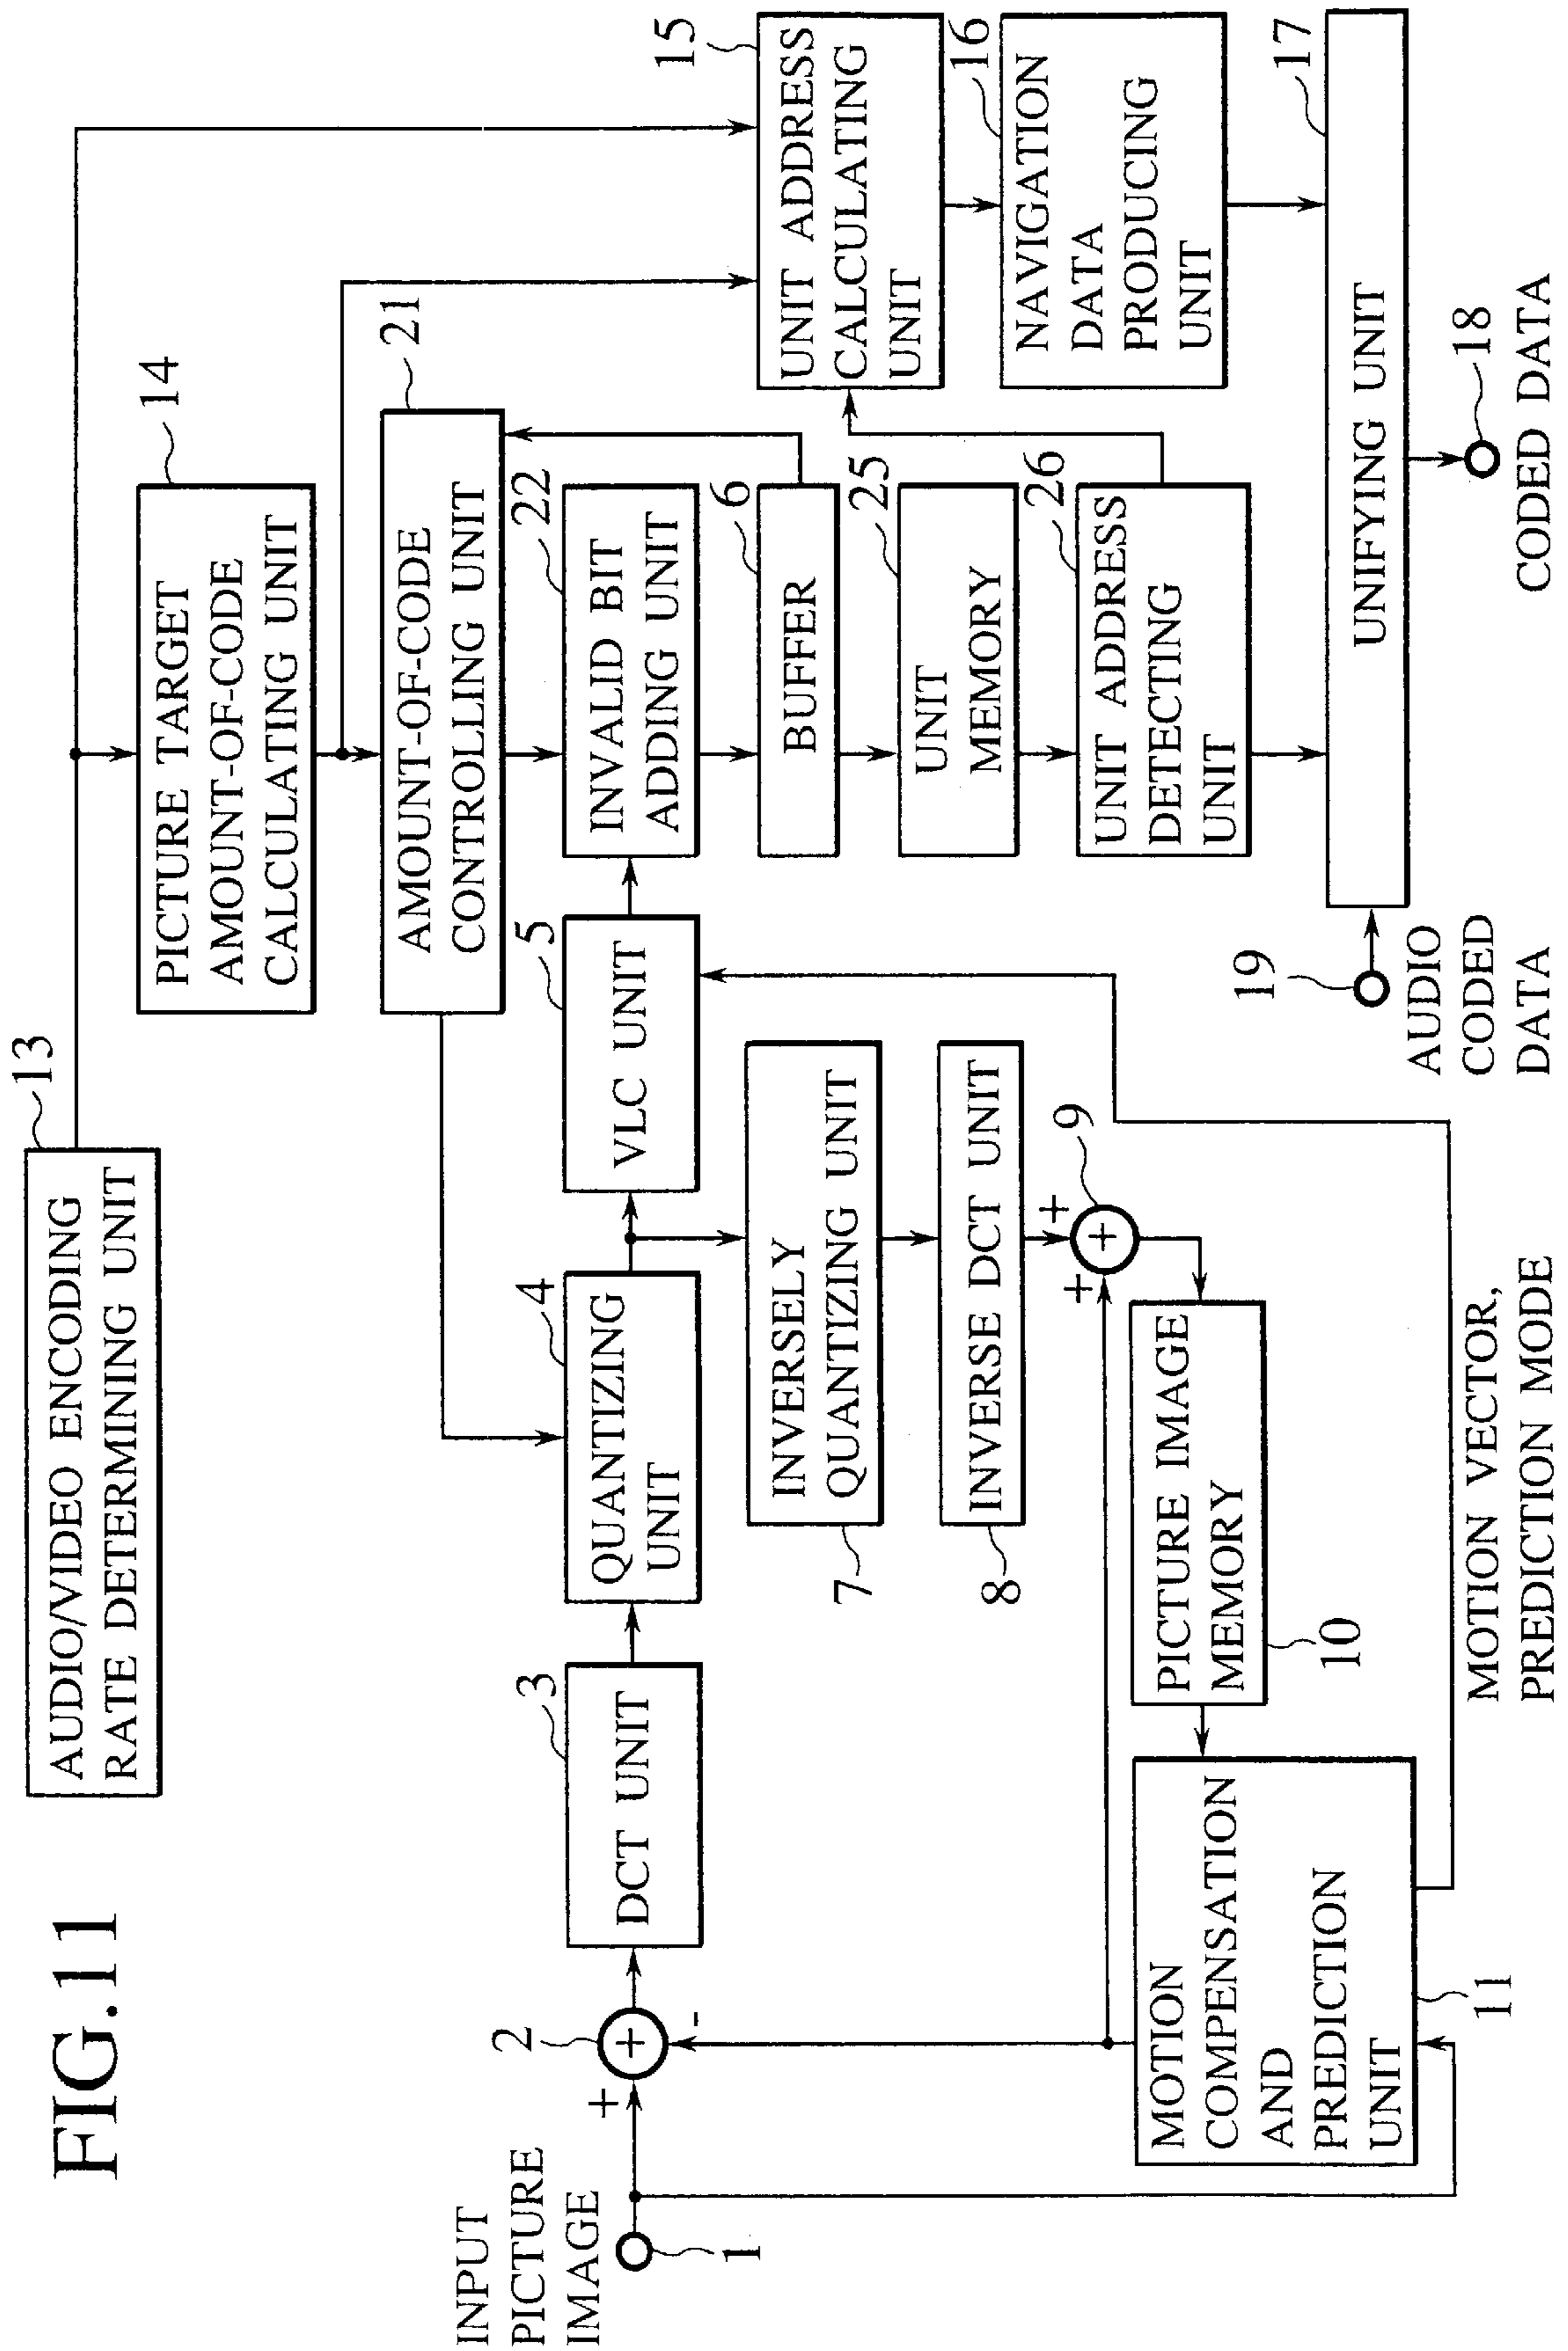 FIG.11
AUDIO/VIDEO ENCODING
RATE DETERMINING UNIT
13
PICTURE TARGET
AMOUNT-OF-CODE
CALCULATING UNIT
14
AMOUNT-OF-CODE
CONTROLLING UNIT
21
INPUT
PICTURE
IMAGE
1
+
2
+
-
DCT UNIT
3
QUANTIZING
UNIT
4
VLC UNIT
5
INVALID BIT
ADDING UNIT
22
BUFFER
6
UNIT
MEMORY
25
UNIT ADDRESS
DETECTING
UNIT
26
UNIT ADDRESS
CALCULATING
UNIT
15
NAVIGATION
DATA
PRODUCING
UNIT
16
INVERSELY
QUANTIZING UNIT
7
INVERSE DCT UNIT
8
+
+
+
9
PICTURE IMAGE
MEMORY
10
MOTION
COMPENSATION
AND
PREDICTION
UNIT
11
MOTION VECTOR,
PREDICTION MODE
19
AUDIO
CODED
DATA
UNIFYING UNIT
17
18
CODED DATA